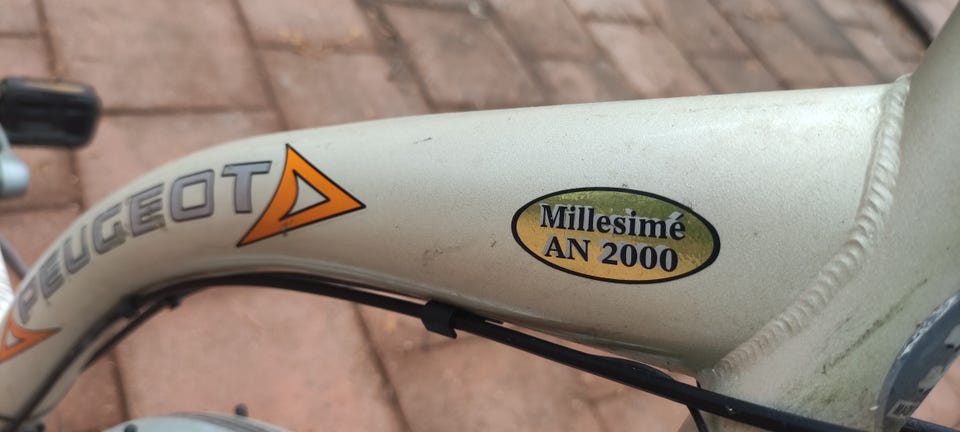 PEUGEOT
Millesimé
AN 2000